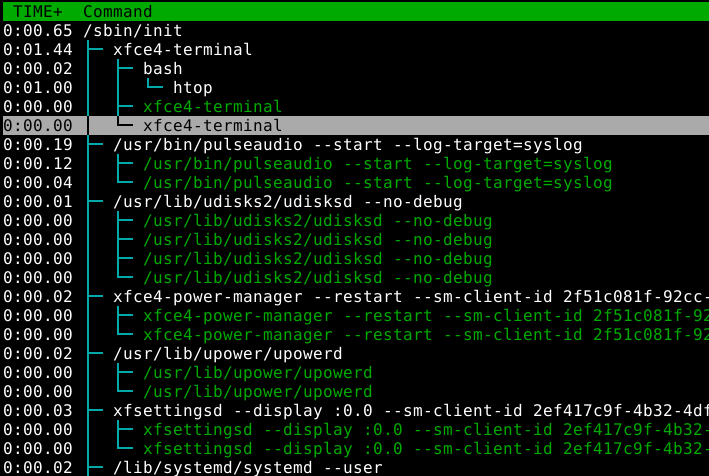 TIME+ Command
0:00.65 /sbin/init
0:01.44 xfce4-terminal
0:00.02 bash
0:01.00 htop
0:00.00 xfce4-terminal
0:00.00 xfce4-terminal
0:00.19 /usr/bin/pulseaudio --start --log-target=syslog
0:00.12 /usr/bin/pulseaudio --start --log-target=syslog
0:00.04 /usr/bin/pulseaudio --start --log-target=syslog
0:00.01 /usr/lib/udisks2/udisksd --no-debug
0:00.00 /usr/lib/udisks2/udisksd --no-debug
0:00.00 /usr/lib/udisks2/udisksd --no-debug
0:00.00 /usr/lib/udisks2/udisksd --no-debug
0:00.00 /usr/lib/udisks2/udisksd --no-debug
0:00.02 xfce4-power-manager --restart --sm-client-id 2f51c081f-92cc-
0:00.00 xfce4-power-manager --restart --sm-client-id 2f51c081f-92
0:00.00 xfce4-power-manager --restart --sm-client-id 2f51c081f-92
0:00.02 /usr/lib/upower/upowerd
0:00.00 /usr/lib/upower/upowerd
0:00.00 /usr/lib/upower/upowerd
0:00.03 xfsettingsd --display :0.0 --sm-client-id 2ef417c9f-4b32-4df
0:00.00 xfsettingsd --display :0.0 --sm-client-id 2ef417c9f-4b32-
0:00.00 xfsettingsd --display :0.0 --sm-client-id 2ef417c9f-4b32-
0:00.02 /lib/systemd/systemd --user